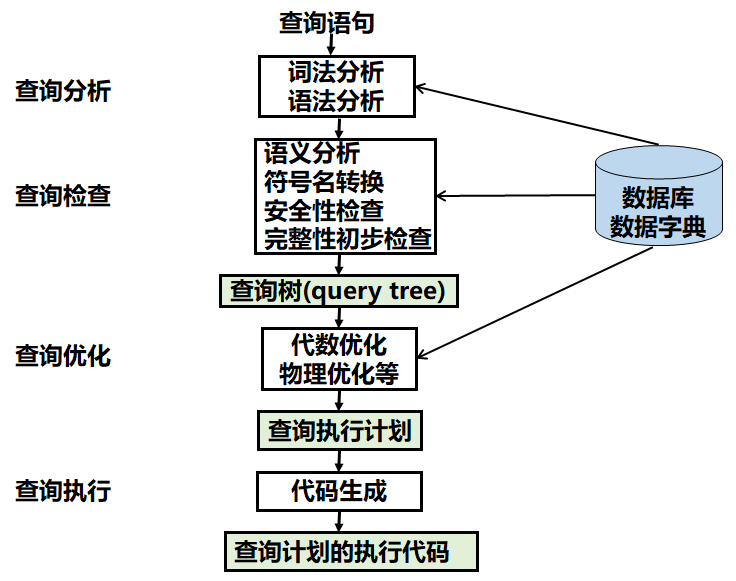 查询语句
查询分析
词法分析
语法分析
查询检查
语义分析
符号名转换
安全性检查
完整性初步检查
数据库
数据字典
查询树(query tree)
查询优化
代数优化
物理优化等
查询执行计划
查询执行
代码生成
查询计划的执行代码